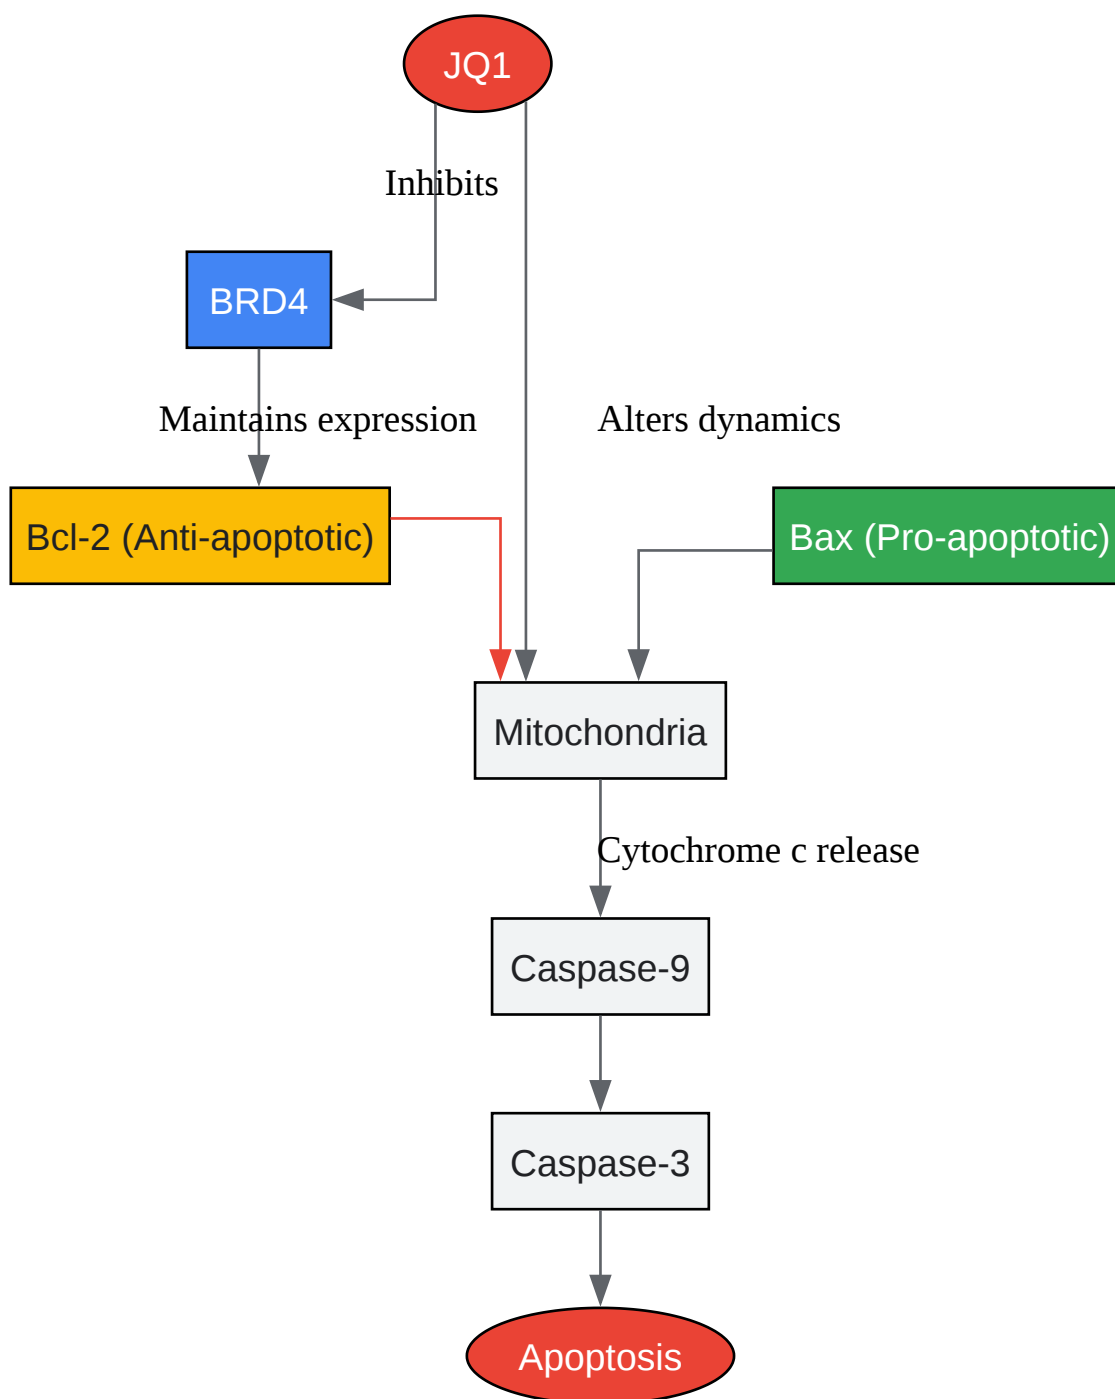 JQ1
Inhibits
BRD4
Maintains expression
Alters dynamics
Bcl-2 (Anti-apoptotic)
Bax (Pro-apoptotic)
Mitochondria
Cytochrome c release
Caspase-9
Caspase-3
Apoptosis